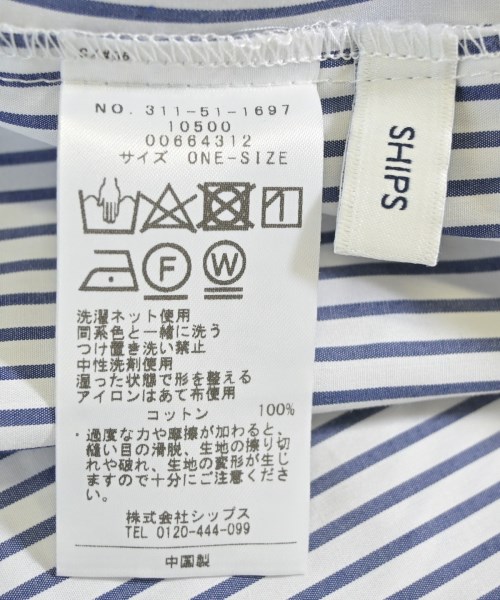 NO. 311-51-1697
10500
00664312
サイズ ONE-SIZE
F
W
洗濯ネット使用
同系色と一緒に洗う
つけ置き洗い禁止
中性洗剤使用
湿った状態で形を整える
アイロンはあて布使用
コットン 100%
・過度な力や摩擦が加わると、
縫い目の滑脱、生地の擦り切
れや破れ、生地の変形が生じ
ますので十分にご注意くださ
い。
株式会社シップス
TEL 0120-444-099
中国製
SHIPS